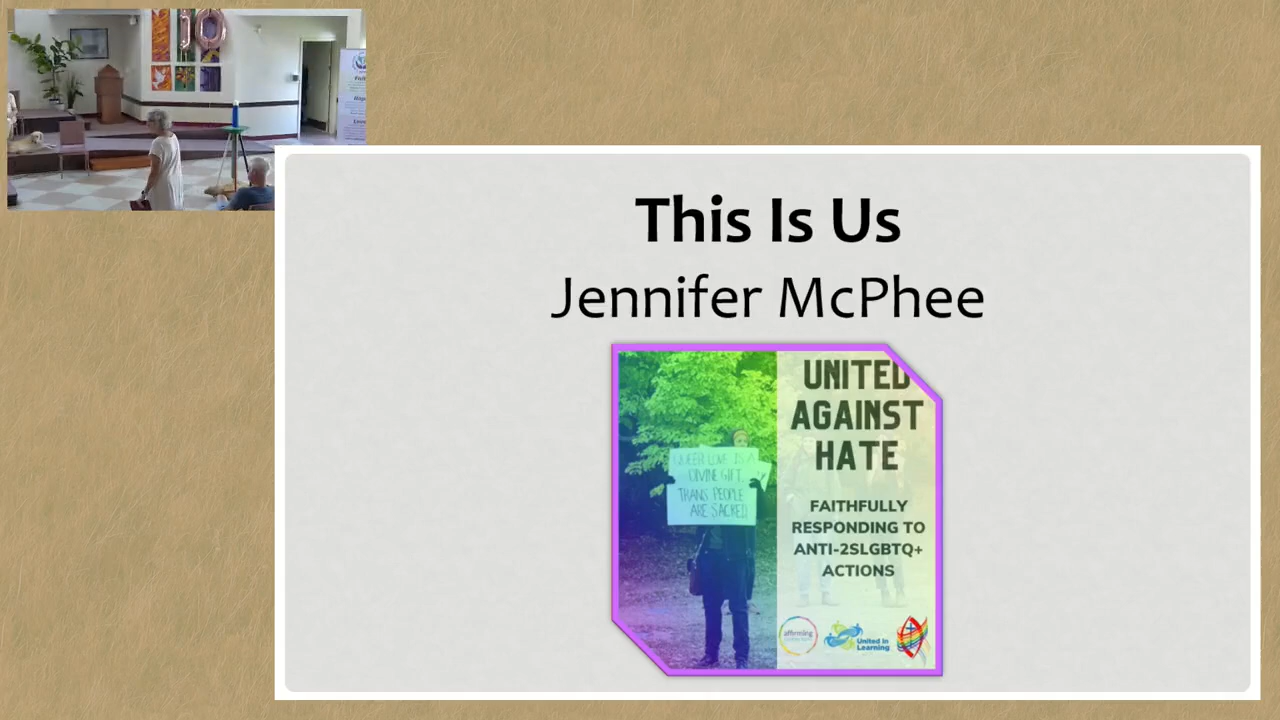 10
This Is Us
Jennifer McPhee
UNITED
AGAINST
HATE
QUEER LOVE IS A
DIVINE GIFT.
TRANS PEOPLE
ARE SACRED
FAITHFULLY
RESPONDING TO
ANTI-2SLGBTQ+
ACTIONS
affirming
United In
Learning